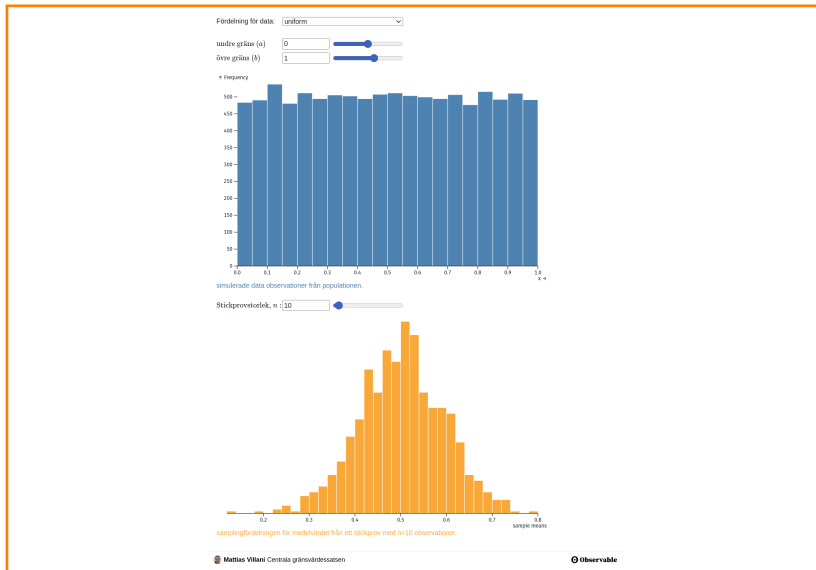 Fördelning för data: uniform
undre gräns (a) 0
övre gräns (b) 1
↑ Frequency
500
450
400
350
300
250
200
150
100
50
0
0.0 0.1 0.2 0.3 0.4 0.5 0.6 0.7 0.8 0.9 1.0
x →
simulerade data observationer från populationen.
Stickprovstorlek, n : 10
0.2 0.3 0.4 0.5 0.6 0.7 0.8
sample means
samplingfördelningen för medelvärdet från ett stickprov med n=10 observationer.
Mattias Villani Centrala gränsvärdessatsen
Observable